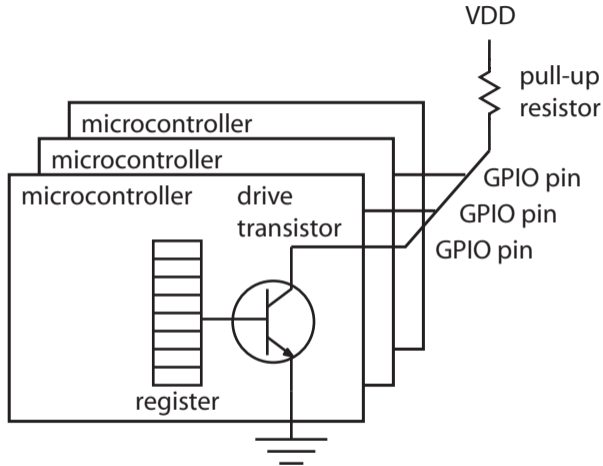 VDD
pull-up
resistor
microcontroller
microcontroller
GPIO pin
microcontroller
drive
GPIO pin
transistor
GPIO pin
register